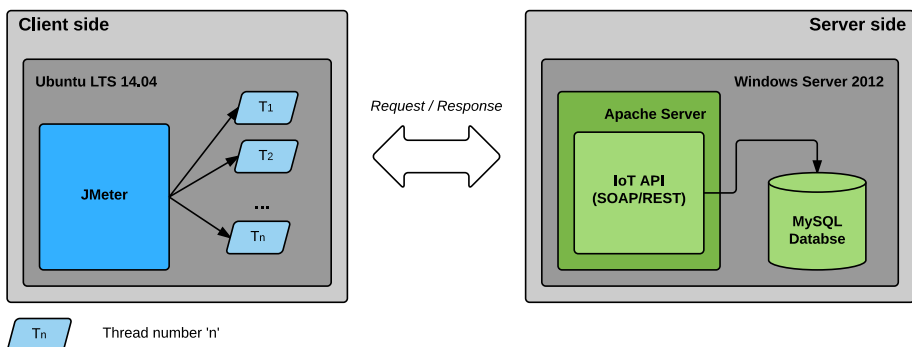 Client side
Ubuntu LTS 14.04
JMeter
T1
T2
...
Tn
Request / Response
Server side
Windows Server 2012
Apache Server
IoT API
(SOAP/REST)
MySQL
Databse
Tn
Thread number 'n'